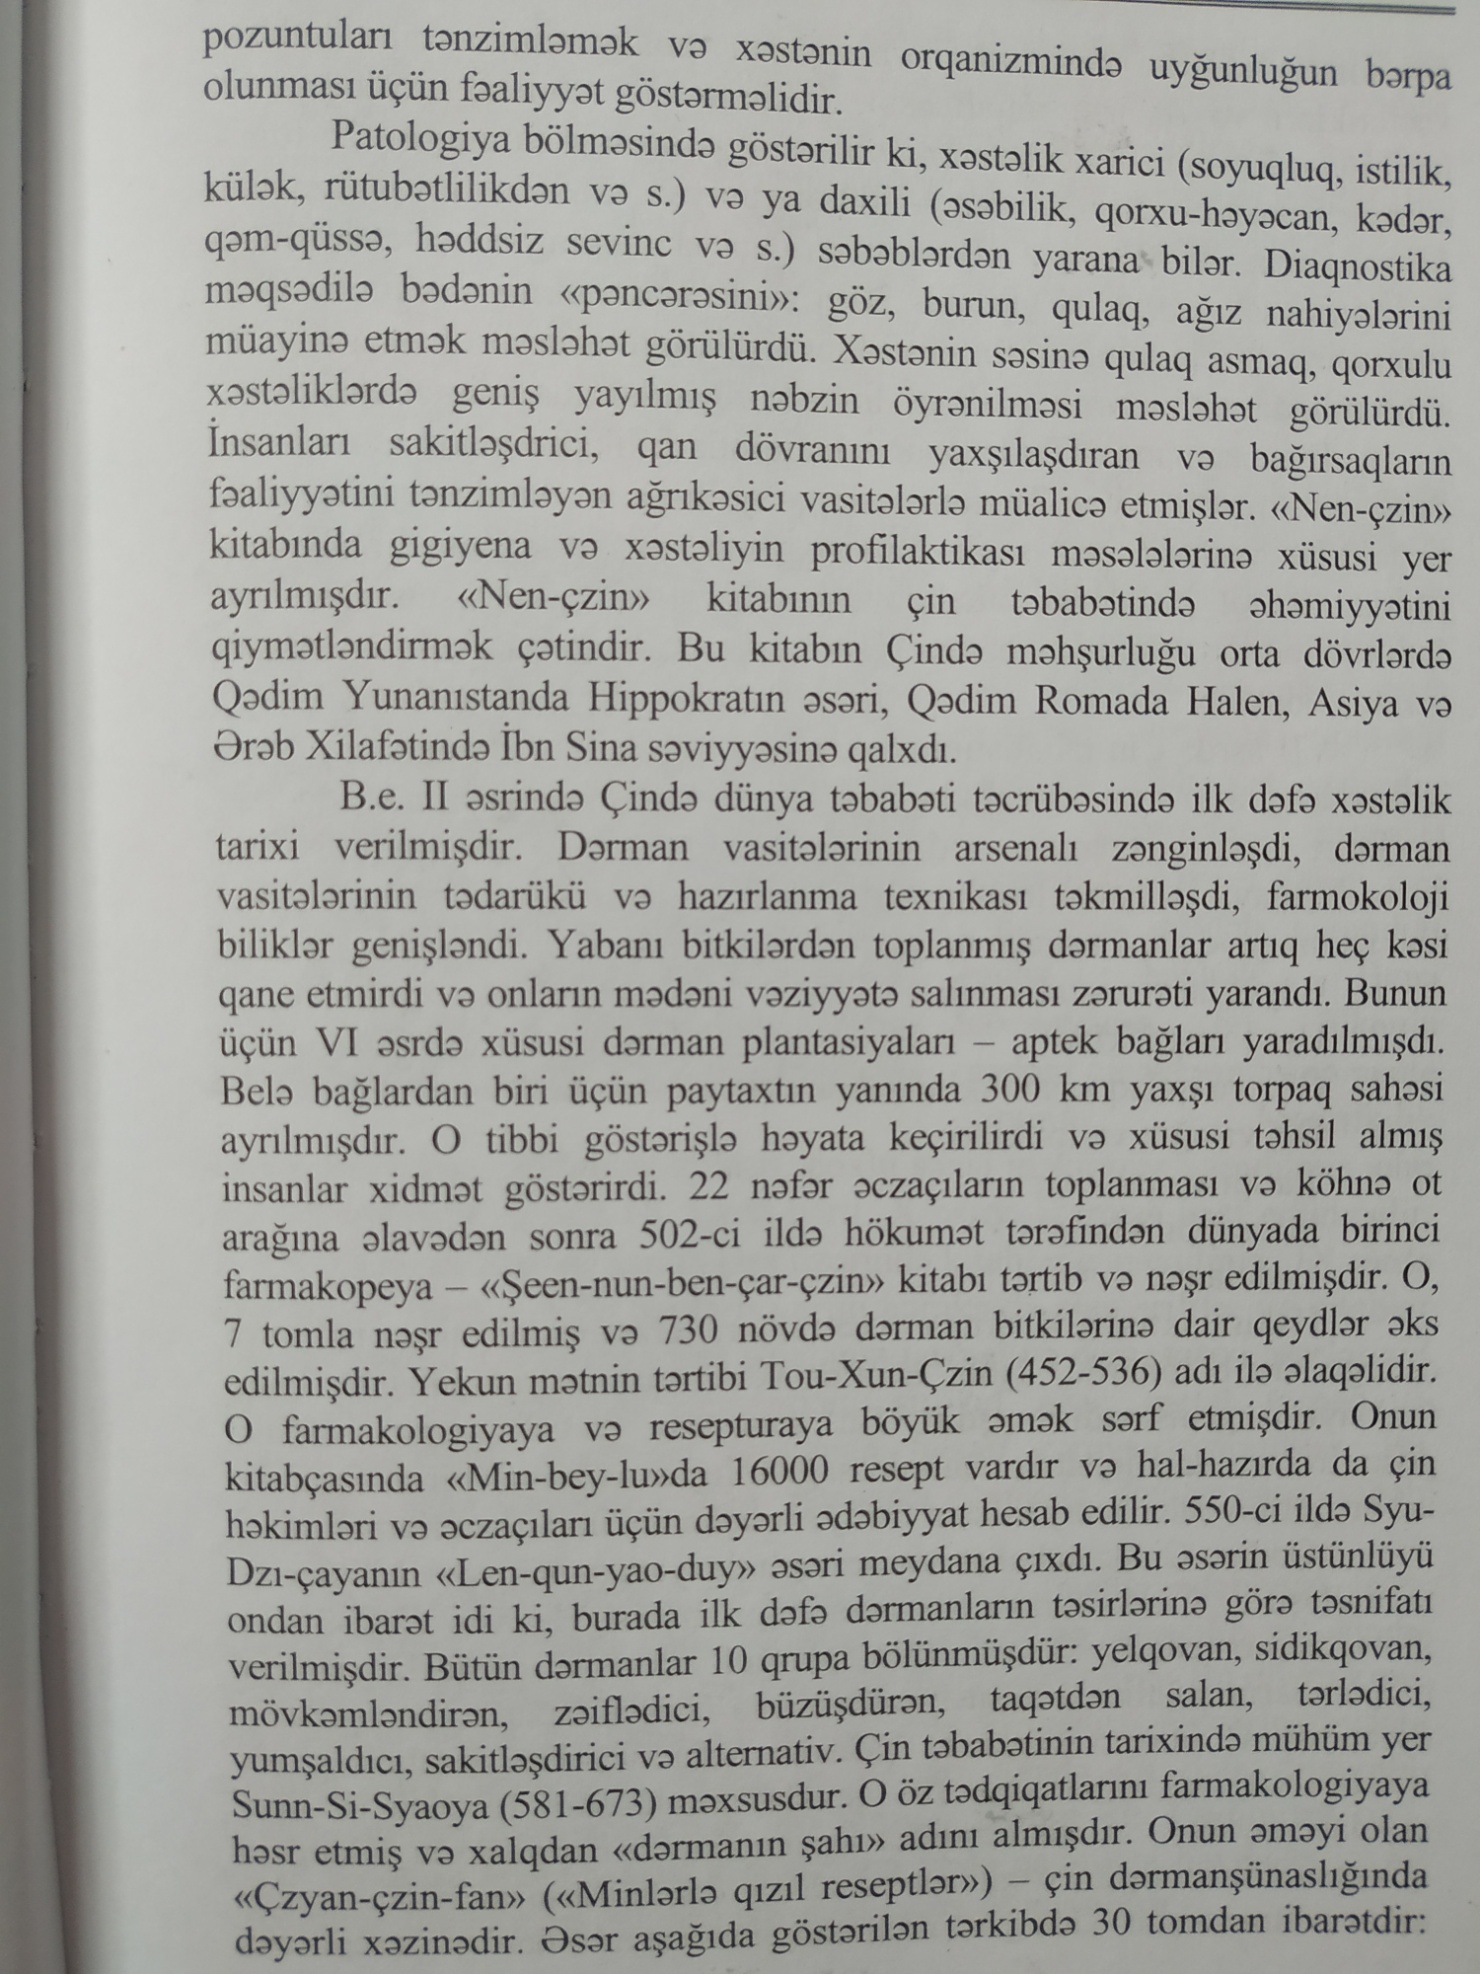 pozuntuları tənzimləmək və xəstənin orqanizmində uyğunluğun bərpa
olunması üçün fəaliyyət göstərməlidir.
Patologiya bölməsində göstərilir ki, xəstəlik xarici (soyuqluq, istilik,
külək, rütubətlilikdən və s.) və ya daxili (əsəbilik, qorxu-həyəcan, kədər,
qəm-qüssə, həddsiz sevinc və s.) səbəblərdən yarana bilər. Diaqnostika
məqsədilə bədənin «pəncərəsini»: göz, burun, qulaq, ağız nahiyələrini
müayinə etmək məsləhət görülürdü. Xəstənin səsinə qulaq asmaq, qorxulu
xəstəliklərdə geniş yayılmış nəbzin öyrənilməsi məsləhət görülürdü.
İnsanları sakitləşdrici, qan dövranını yaxşılaşdıran və bağırsaqların
fəaliyyətini tənzimləyən ağrıkəsici vasitələrlə müalicə etmişlər. «Nen-çzin»
kitabında gigiyena və xəstəliyin profilaktikası məsələlərinə xüsusi yer
ayrılmışdır. «Nen-çzin» kitabının çin təbabətində əhəmiyyətini
qiymətləndirmək çətindir. Bu kitabın Çində məhşurluğu orta dövrlərdə
Qədim Yunanıstanda Hippokratın əsəri, Qədim Romada Halen, Asiya və
Ərəb Xilafətində İbn Sina səviyyəsinə qalxdı.
B.e. II əsrində Çində dünya təbabəti təcrübəsində ilk dəfə xəstəlik
tarixi verilmişdir. Dərman vasitələrinin arsenalı zənginləşdi, dərman
vasitələrinin tədarükü və hazırlanma texnikası təkmilləşdi, farmokoloji
biliklər genişləndi. Yabanı bitkilərdən toplanmış dərmanlar artıq heç kəsi
qane etmirdi və onların mədəni vəziyyətə salınması zərurəti yarandı. Bunun
üçün VI əsrdə xüsusi dərman plantasiyaları – aptek bağları yaradılmışdı.
Belə bağlardan biri üçün paytaxtın yanında 300 km yaxşı torpaq sahəsi
ayrılmışdır. O tibbi göstərişlə həyata keçirilirdi və xüsusi təhsil almış
insanlar xidmət göstərirdi. 22 nəfər əczaçıların toplanması və köhnə ot
arağına əlavədən sonra 502-ci ildə hökumət tərəfindən dünyada birinci
farmakopeya – «Şeen-nun-ben-çar-çzin» kitabı tərtib və nəşr edilmişdir. O,
7 tomla nəşr edilmiş və 730 növdə dərman bitkilərinə dair qeydlər əks
edilmişdir. Yekun mətnin tərtibi Tou-Xun-Çzin (452-536) adı ilə əlaqəlidir.
O farmakologiyaya və resepturaya böyük əmək sərf etmişdir. Onun
kitabçasında «Min-bey-lu»da 16000 resept vardır və hal-hazırda da çin
həkimləri və əczaçıları üçün dəyərli ədəbiyyat hesab edilir. 550-ci ildə Syu-
Dzı-çayanın «Len-qun-yao-duy» əsəri meydana çıxdı. Bu əsərin üstünlüyü
ondan ibarət idi ki, burada ilk dəfə dərmanların təsirlərinə görə təsnifatı
verilmişdir. Bütün dərmanlar 10 qrupa bölünmüşdür: yelqovan, sidikqovan,
mövkəmləndirən, zəiflədici, büzüşdürən, taqətdən salan, tərlədici,
yumşaldıcı, sakitləşdirici və alternativ. Çin təbabətinin tarixində mühüm yer
Sunn-Si-Syaoya (581-673) məxsusdur. O öz tədqiqatlarını farmakologiyaya
həsr etmiş və xalqdan «dərmanın şahı» adını almışdır. Onun əməyi olan
«Çzyan-çzin-fan» («Minlərlə qızıl reseptlər») – çin dərmanşünaslığında
dəyərli xəzinədir. Əsər aşağıda göstərilən tərkibdə 30 tomdan ibarətdir: